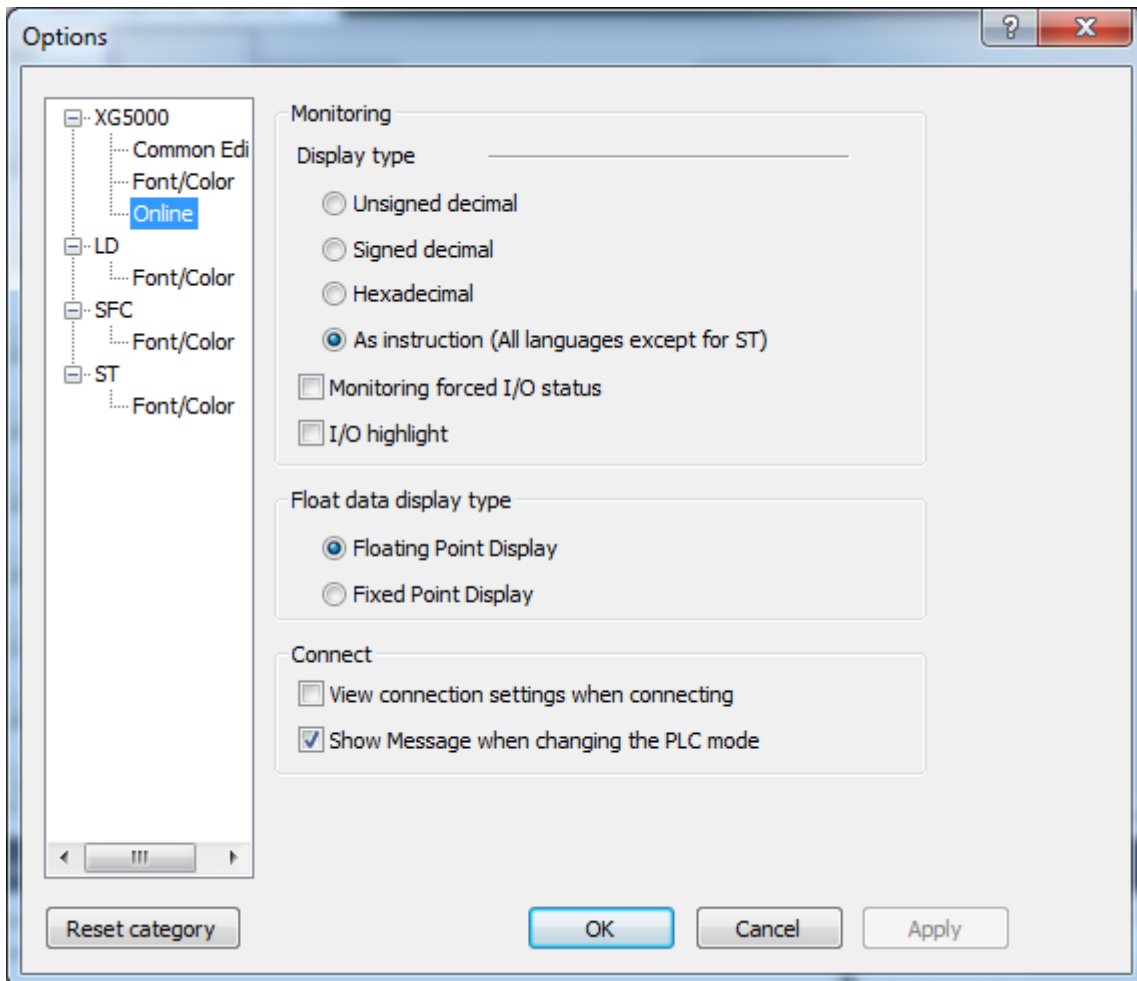 Options
XG5000
Common Edi
Font/Color
Online
LD
Font/Color
SFC
Font/Color
ST
Font/Color
Monitoring
Display type
Unsigned decimal
Signed decimal
Hexadecimal
As instruction (All languages except for ST)
Monitoring forced I/O status
I/O highlight
Float data display type
Floating Point Display
Fixed Point Display
Connect
View connection settings when connecting
Show Message when changing the PLC mode
Reset category
OK
Cancel
Apply